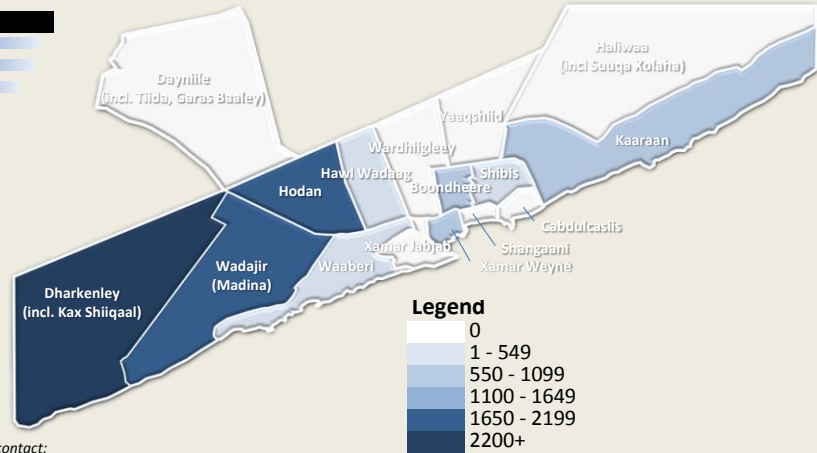 Haliwaa
(incl Suuqa Xolaha)
Dayniile
(incl. Tiida, Garas Baaley)
Yaaqshiid
Kaaraan
Wardhiigleey
Hawl Wadaag
Shibis
Hodan
Boondheere
Cabdulcasiis
Xamar Jabjab
Shangaani
Wadajir
(Madina)
Waaberi
Xamar Weyne
Dharkenley
(incl. Kax Shiiqaal)
Legend
0
1 - 549
550 - 1099
1100 - 1649
1650 - 2199
2200+
contact: